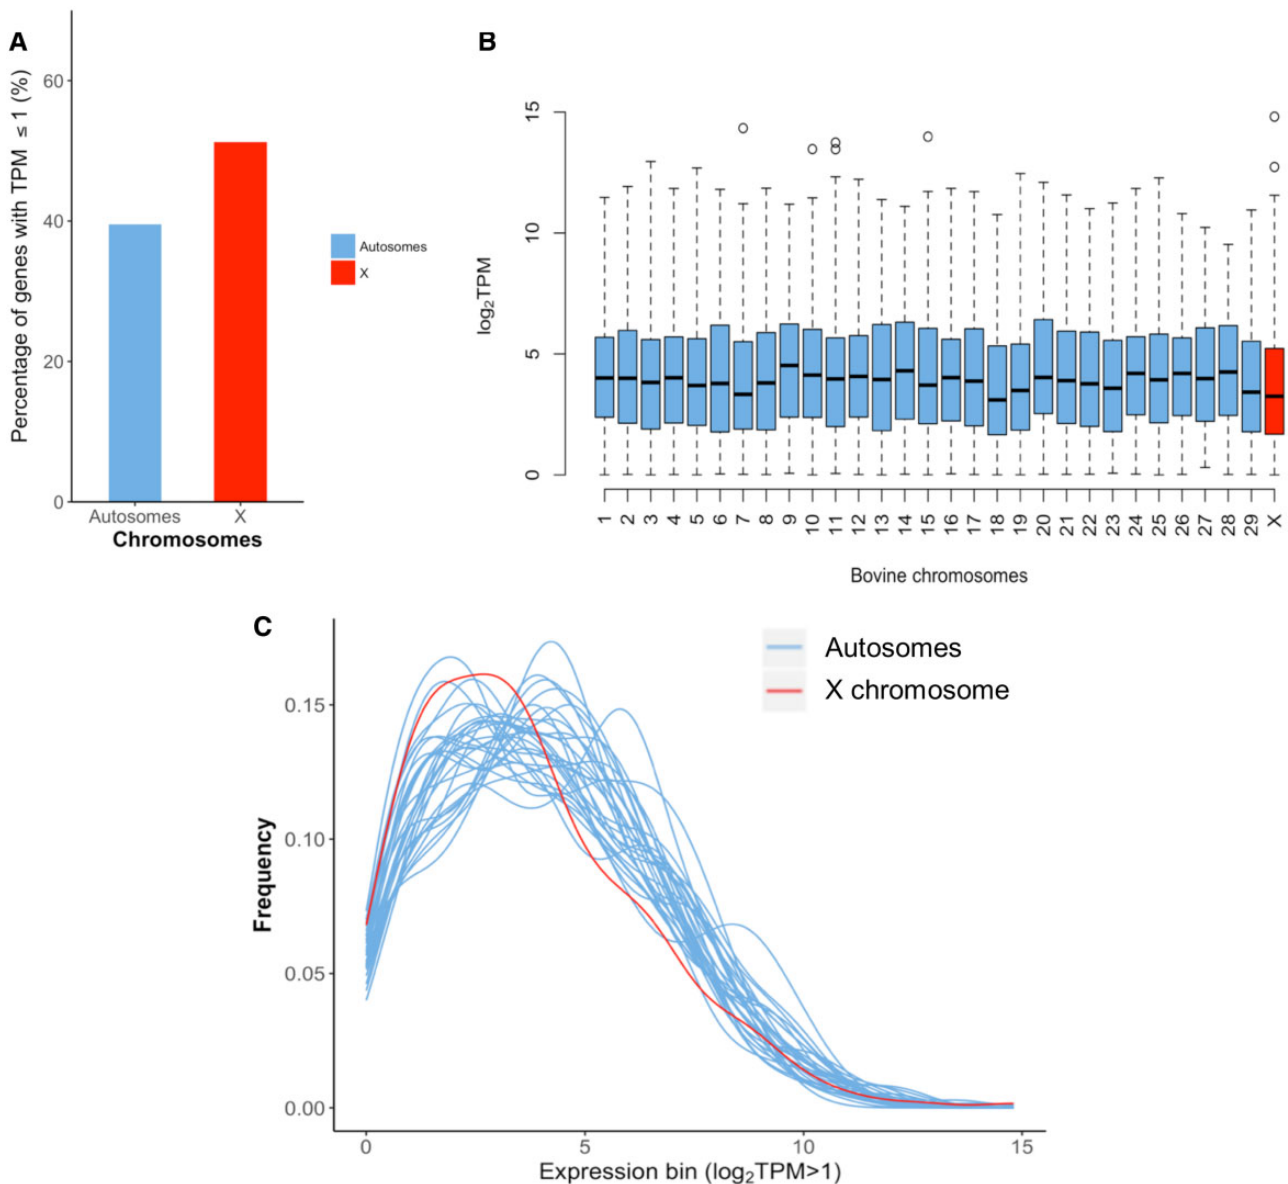 A
Percentage of genes with TPM ≤ 1 (%)
60
40
20
0
Autosomes
X
Chromosomes
Autosomes
X
B
log₂TPM
15
10
5
0
1 2 3 4 5 6 7 8 9 10 11 12 13 14 15 16 17 18 19 20 21 22 23 24 25 26 27 28 29 X
Bovine chromosomes
C
Autosomes
X chromosome
Frequency
0.15
0.10
0.05
0.00
0 5 10 15
Expression bin (log₂TPM>1)